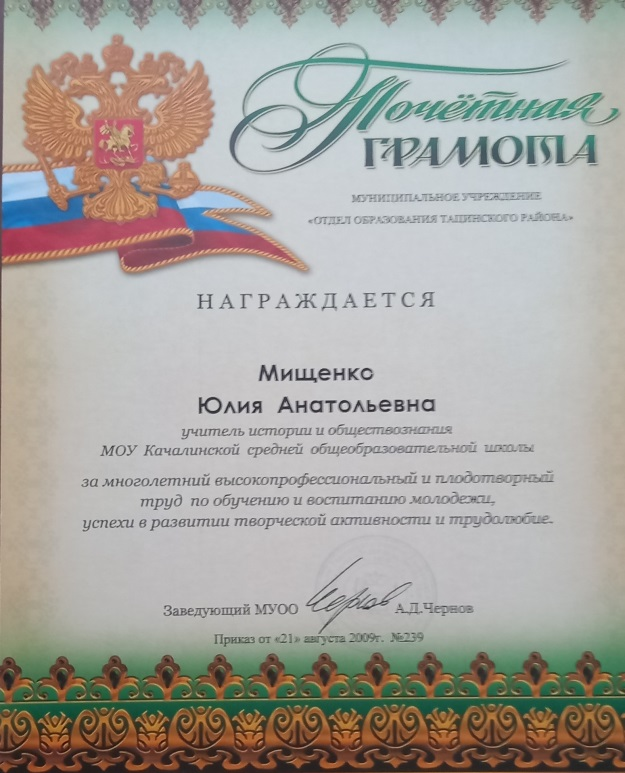 Почётная
ГРАМОТА
МУНИЦИПАЛЬНОЕ УЧРЕЖДЕНИЕ
«ОТДЕЛ ОБРАЗОВАНИЯ ТАЦИНСКОГО РАЙОНА»
НАГРАЖДАЕТСЯ
Мищенко
Юлия Анатольевна
учитель истории и обществознания
МОУ Качалинской средней общеобразовательной школы
за многолетний высокопрофессиональный и плодотворный
труд по обучению и воспитанию молодежи,
успехи в развитии творческой активности и трудолюбие.
Заведующий МУОО А.Д.Чернов
Приказ от «21» августа 2009г. №239